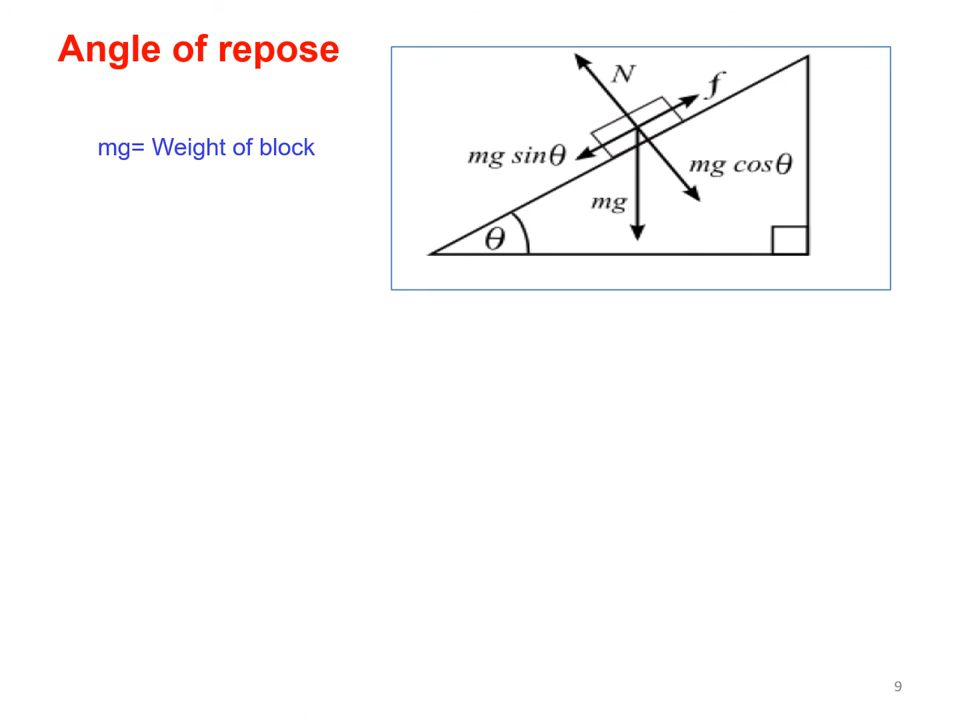 Angle of repose
mg= Weight of block
N
f
mg sinθ
mg cosθ
mg
θ
9